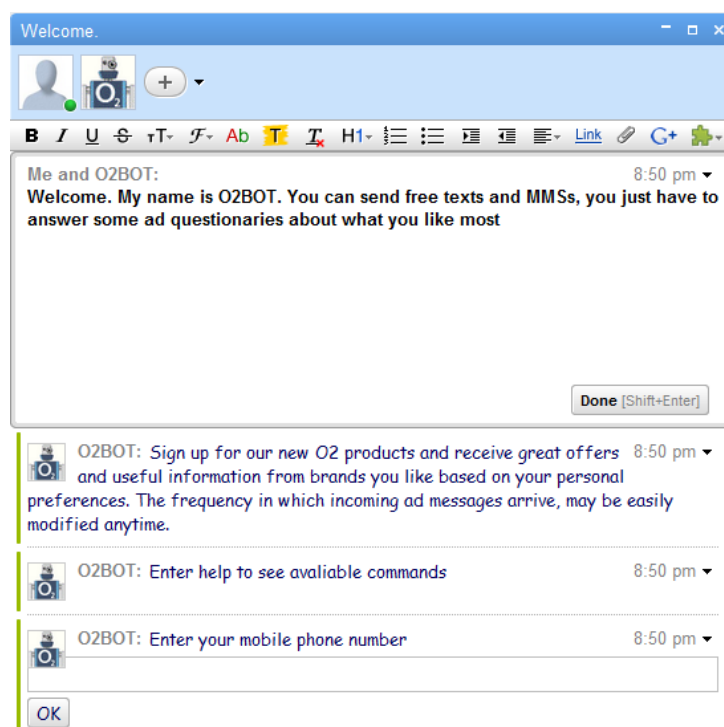 Welcome.
B I U S тT F Ab T T H1 Link G+
Me and O2BOT: 8:50 pm
Welcome. My name is O2BOT. You can send free texts and MMSs, you just have to
answer some ad questionaries about what you like most
Done [Shift+Enter]
O2BOT: Sign up for our new O2 products and receive great offers 8:50 pm
and useful information from brands you like based on your personal
preferences. The frequency in which incoming ad messages arrive, may be easily
modified anytime.
O2BOT: Enter help to see avaliable commands 8:50 pm
O2BOT: Enter your mobile phone number 8:50 pm
OK